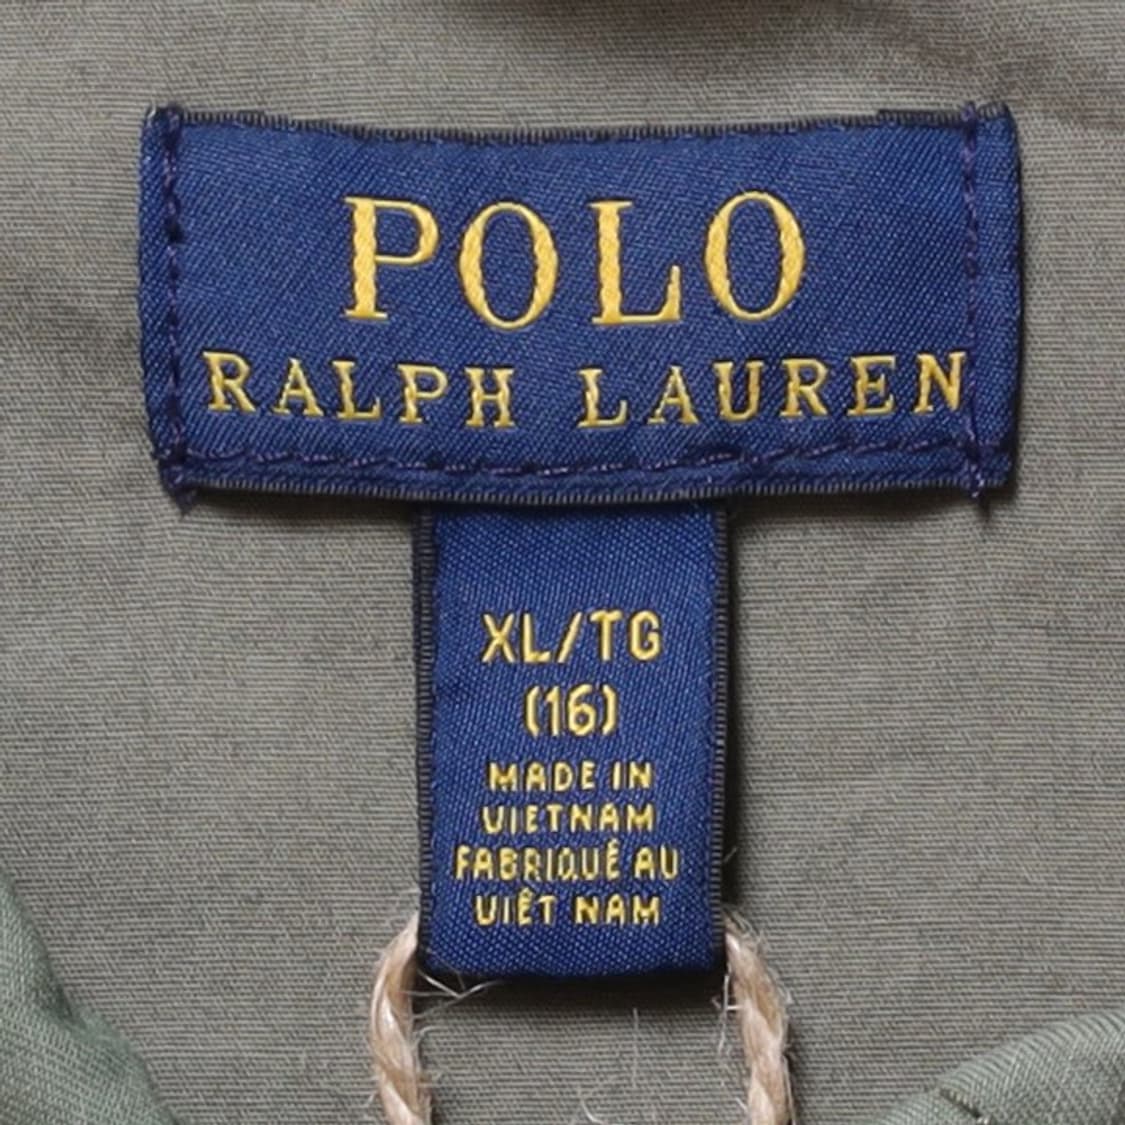 POLO
RALPH LAUREN
XL/TG
(16)
MADE IN
VIETNAM
FABRIQUÉ AU
VIÊT NAM